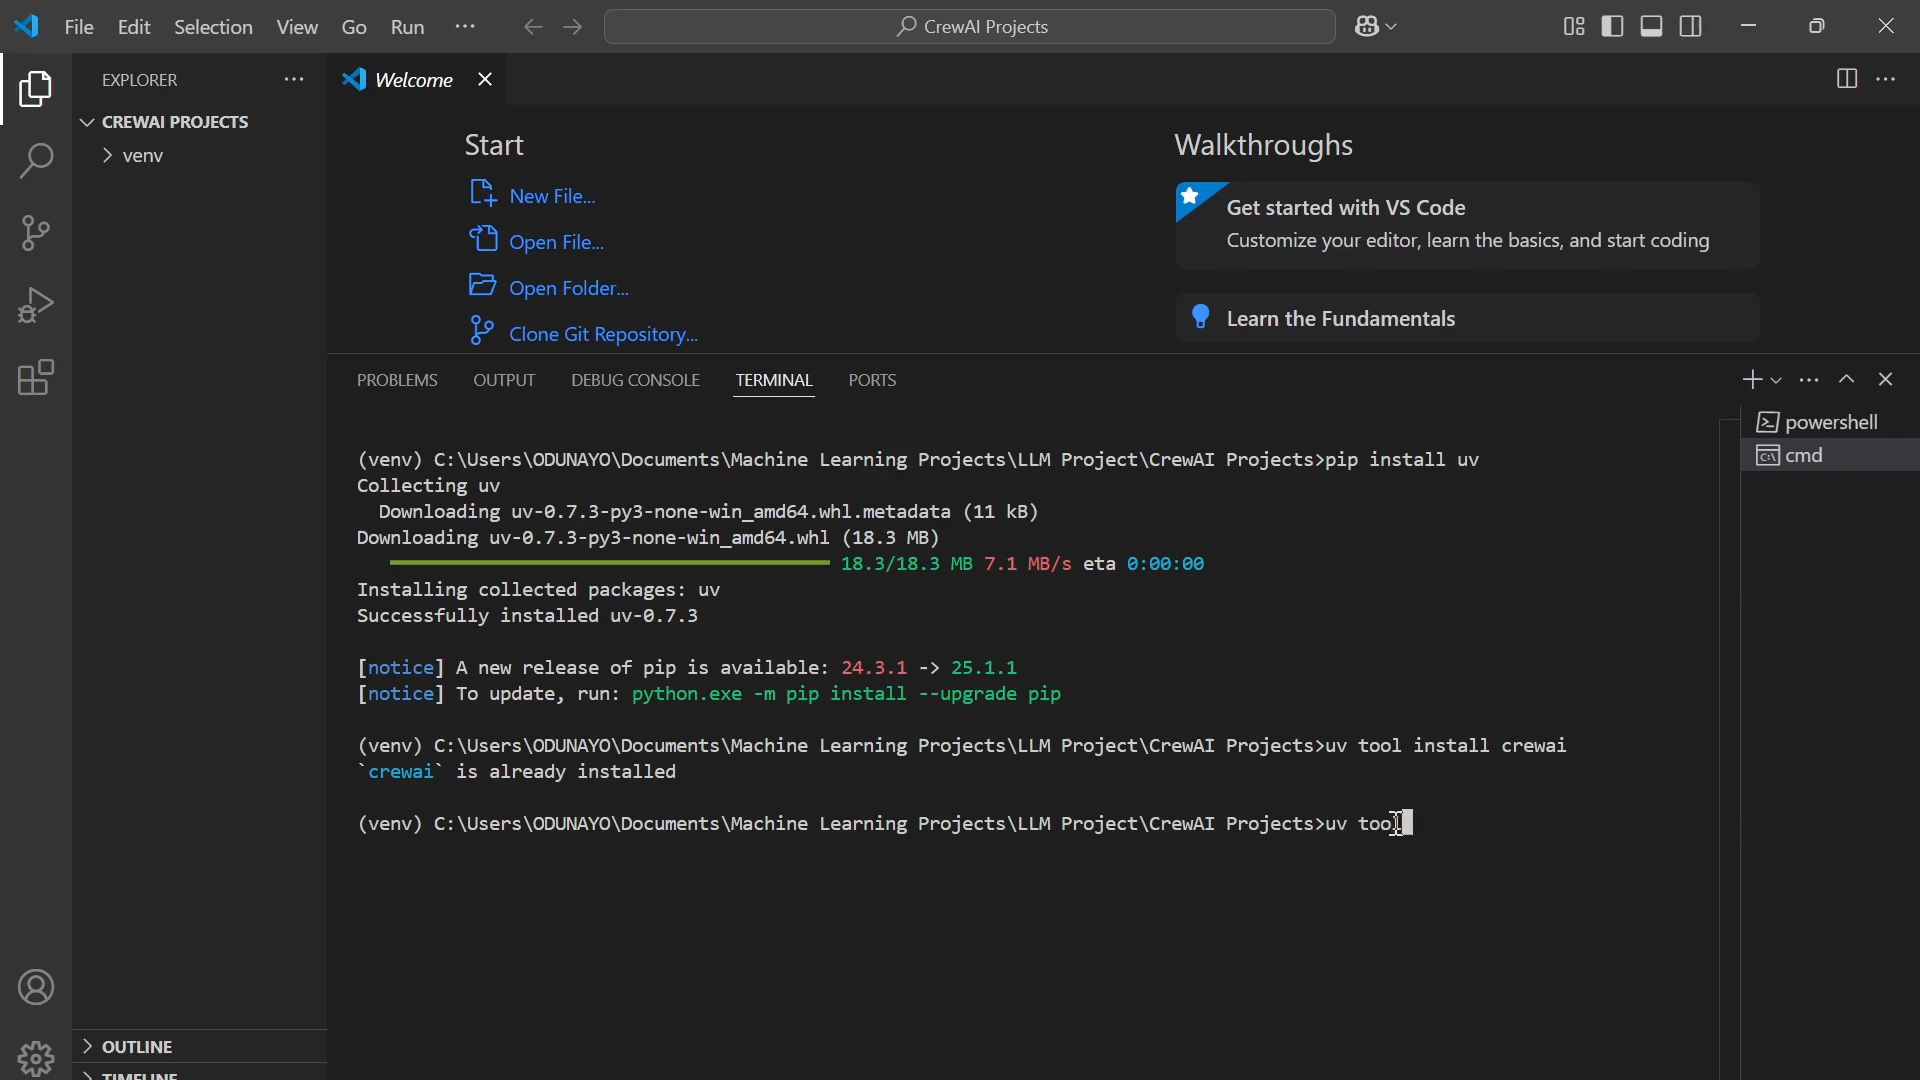 File Edit Selection View Go Run ···
CrewAI Projects
EXPLORER
CREWAI PROJECTS
venv
OUTLINE
TIMELINE
Welcome
Start
New File...
Open File...
Open Folder...
Clone Git Repository...
Walkthroughs
Get started with VS Code
Customize your editor, learn the basics, and start coding
Learn the Fundamentals
PROBLEMS OUTPUT DEBUG CONSOLE TERMINAL PORTS
powershell
cmd
(venv) C:\Users\ODUNAYO\Documents\Machine Learning Projects\LLM Project\CrewAI Projects>pip install uv
Collecting uv
  Downloading uv-0.7.3-py3-none-win_amd64.whl.metadata (11 kB)
Downloading uv-0.7.3-py3-none-win_amd64.whl (18.3 MB)
18.3/18.3 MB 7.1 MB/s eta 0:00:00
Installing collected packages: uv
Successfully installed uv-0.7.3
[notice] A new release of pip is available: 24.3.1 -> 25.1.1
[notice] To update, run: python.exe -m pip install --upgrade pip
(venv) C:\Users\ODUNAYO\Documents\Machine Learning Projects\LLM Project\CrewAI Projects>uv tool install crewai
`crewai` is already installed
(venv) C:\Users\ODUNAYO\Documents\Machine Learning Projects\LLM Project\CrewAI Projects>uv tool